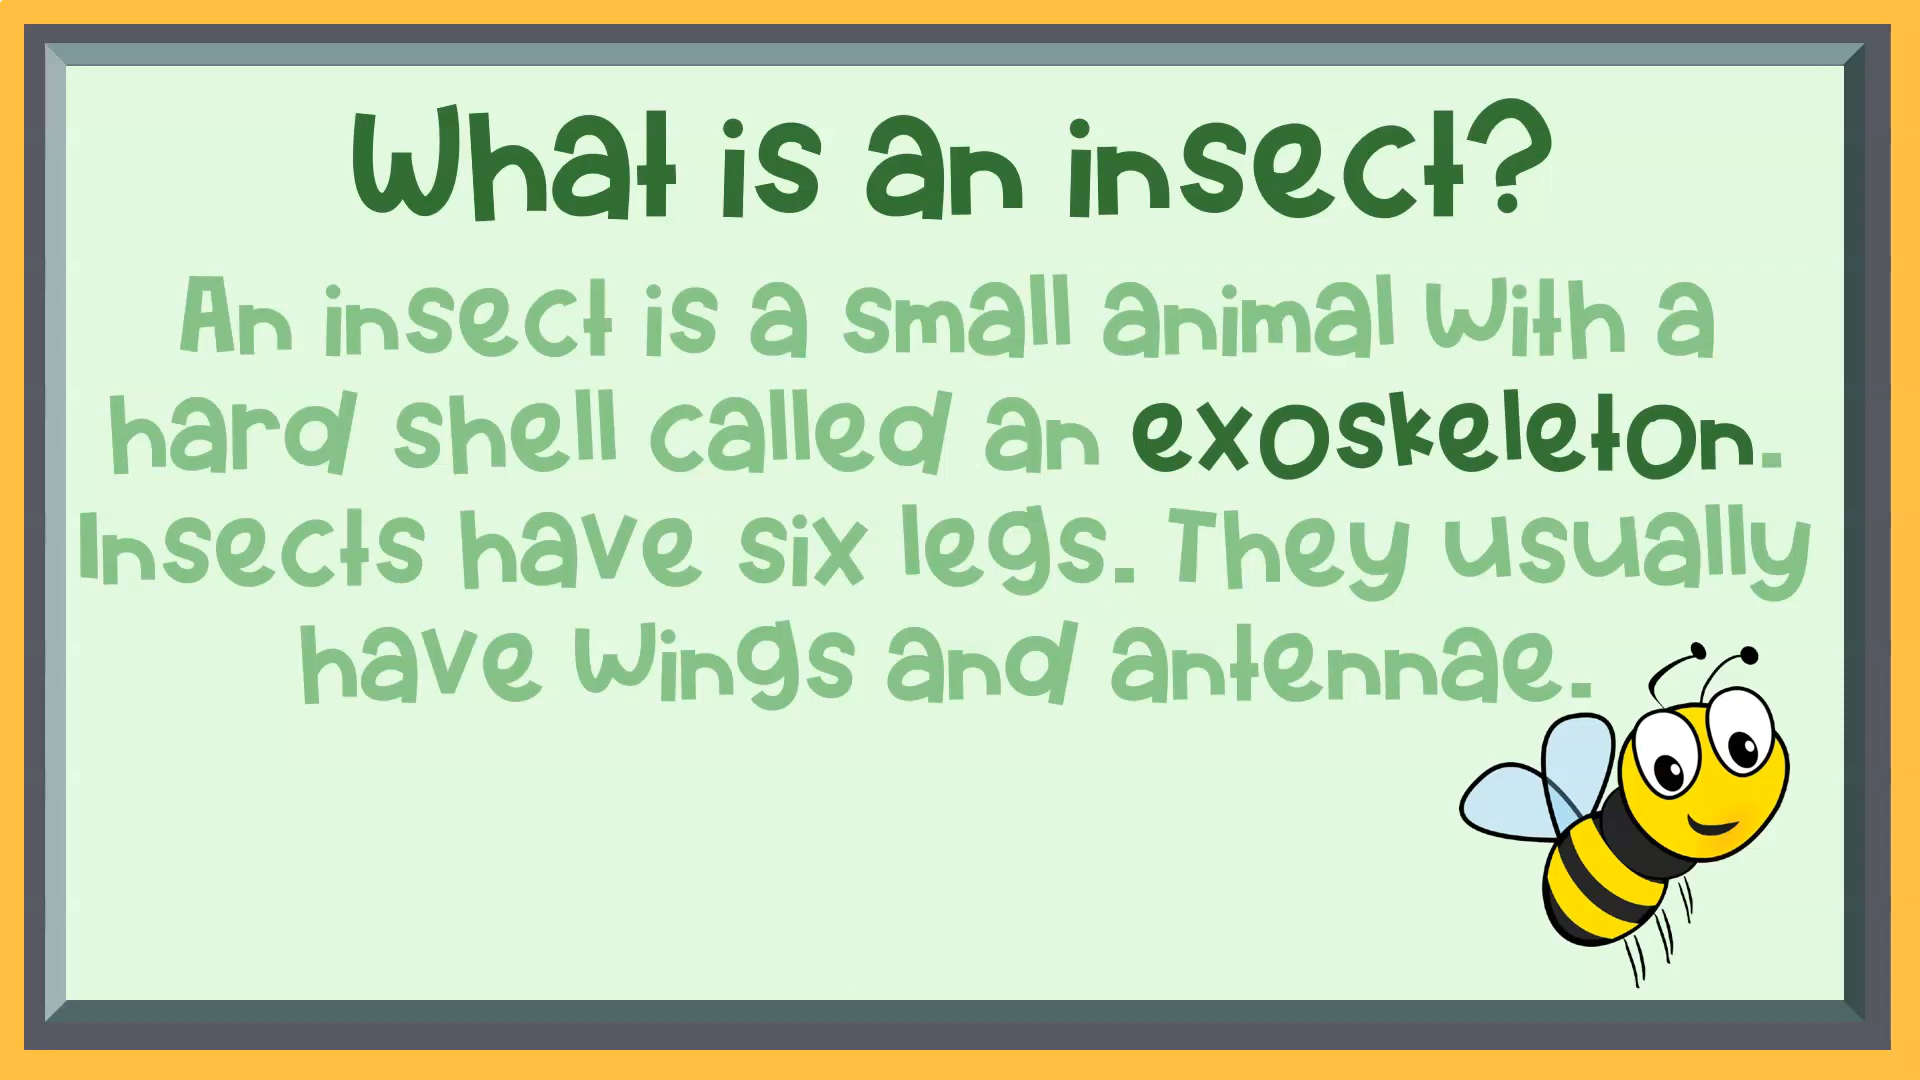 What is an insect?
An insect is a small animal with a
hard shell called an exoskeleton.
Insects have six legs. They usually
have wings and antennae.